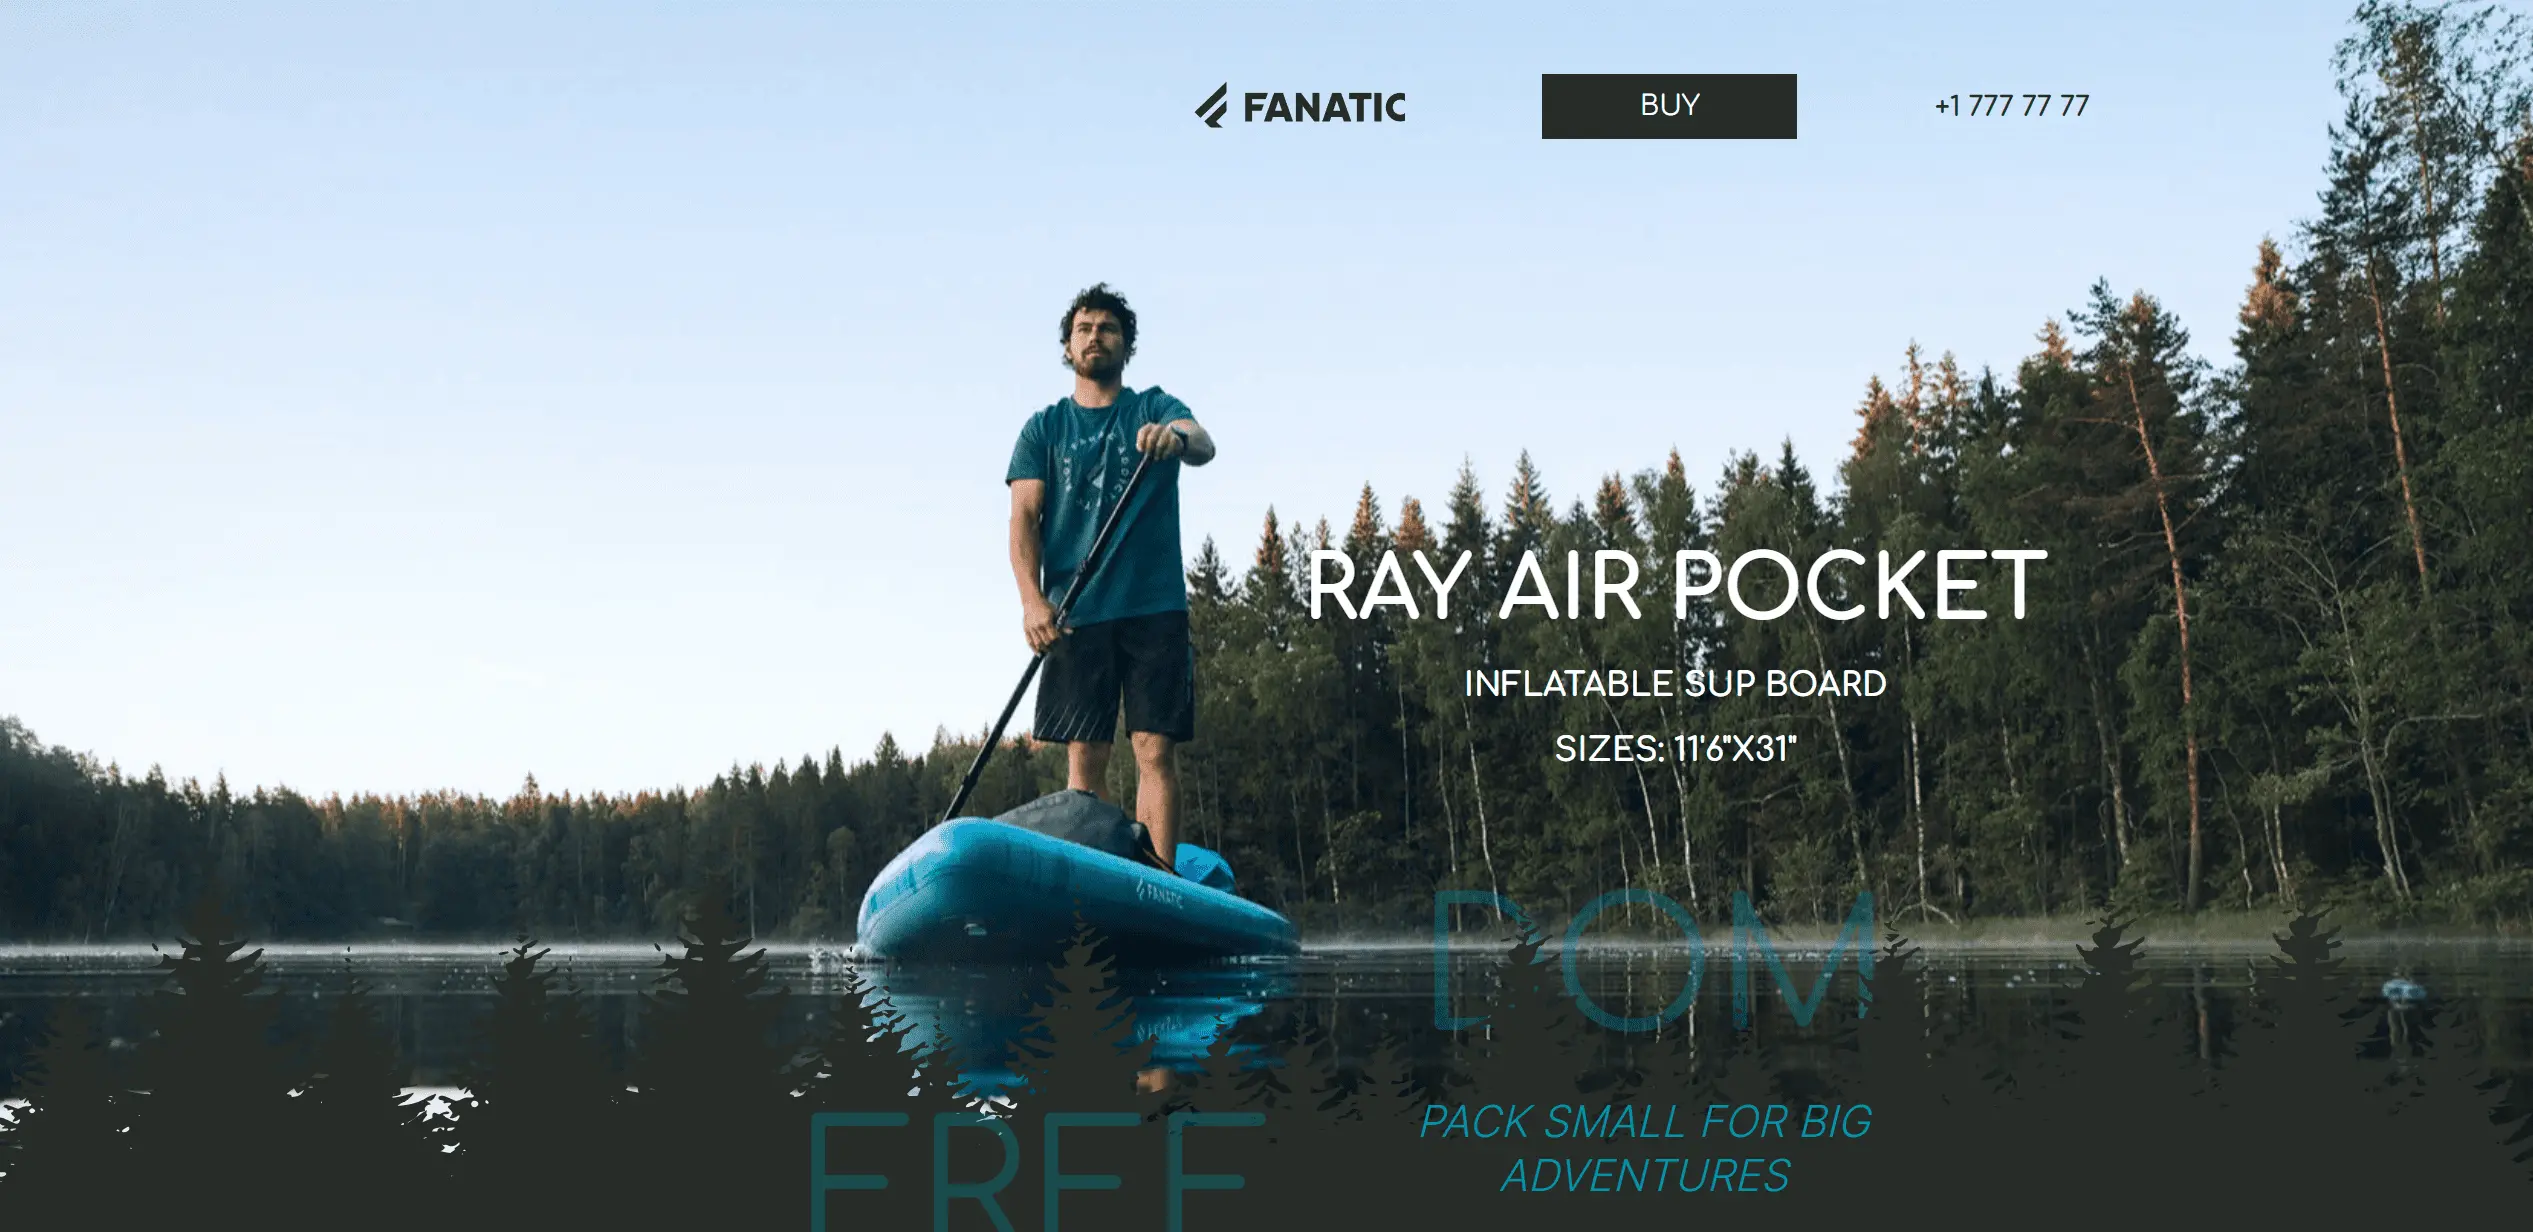 FANATIC
BUY
+1 777 77 77
RAY AIR POCKET
INFLATABLE SUP BOARD
SIZES: 11'6"X31"
FANATIC
DOM
FREE
PACK SMALL FOR BIG
ADVENTURES